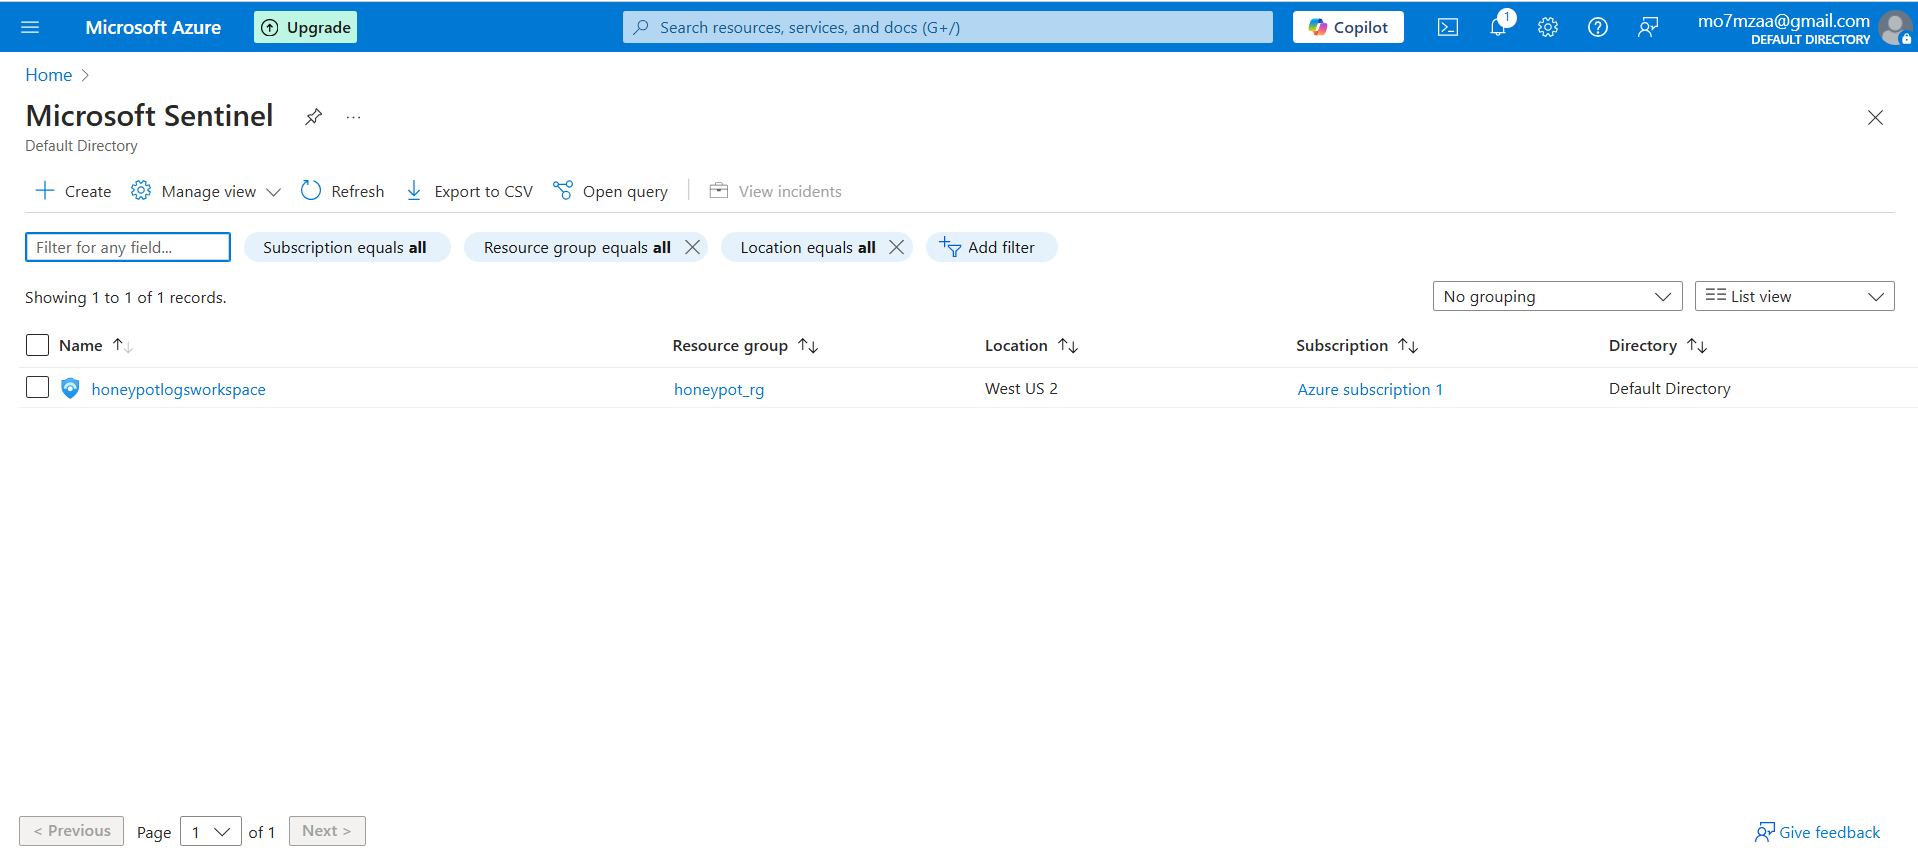 Microsoft Azure
Upgrade
Search resources, services, and docs (G+/)
Copilot
1
mo7mzaa@gmail.com
DEFAULT DIRECTORY
Home
Microsoft Sentinel
...
Default Directory
Create
Manage view
Refresh
Export to CSV
Open query
View incidents
Filter for any field...
Subscription equals all
Resource group equals all
Location equals all
Add filter
Showing 1 to 1 of 1 records.
No grouping
List view
Name
Resource group
Location
Subscription
Directory
honeypotlogsworkspace
honeypot_rg
West US 2
Azure subscription 1
Default Directory
< Previous
Page
1
of 1
Next >
Give feedback